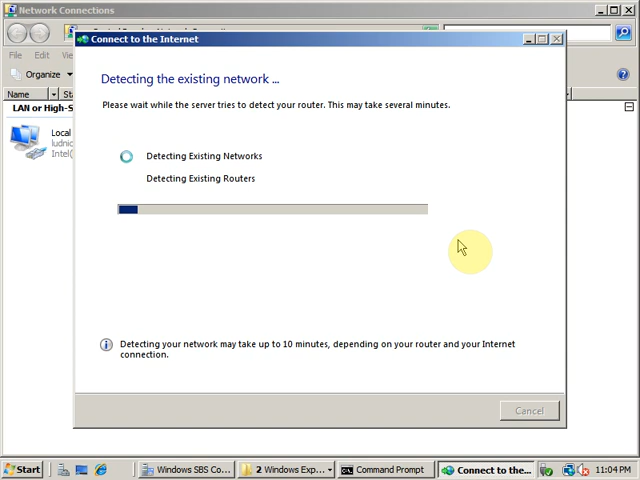 Network Connections
Connect to the Internet
File Edit
Organize
Name
LAN or High-S
Local
ludnic
Intel(
Detecting the existing network ...
Please wait while the server tries to detect your router. This may take several minutes.
Detecting Existing Networks
Detecting Existing Routers
Detecting your network may take up to 10 minutes, depending on your router and your Internet
connection.
Cancel
Start
Windows SBS Co...
2 Windows Exp...
Command Prompt
Connect to the...
11:04 PM